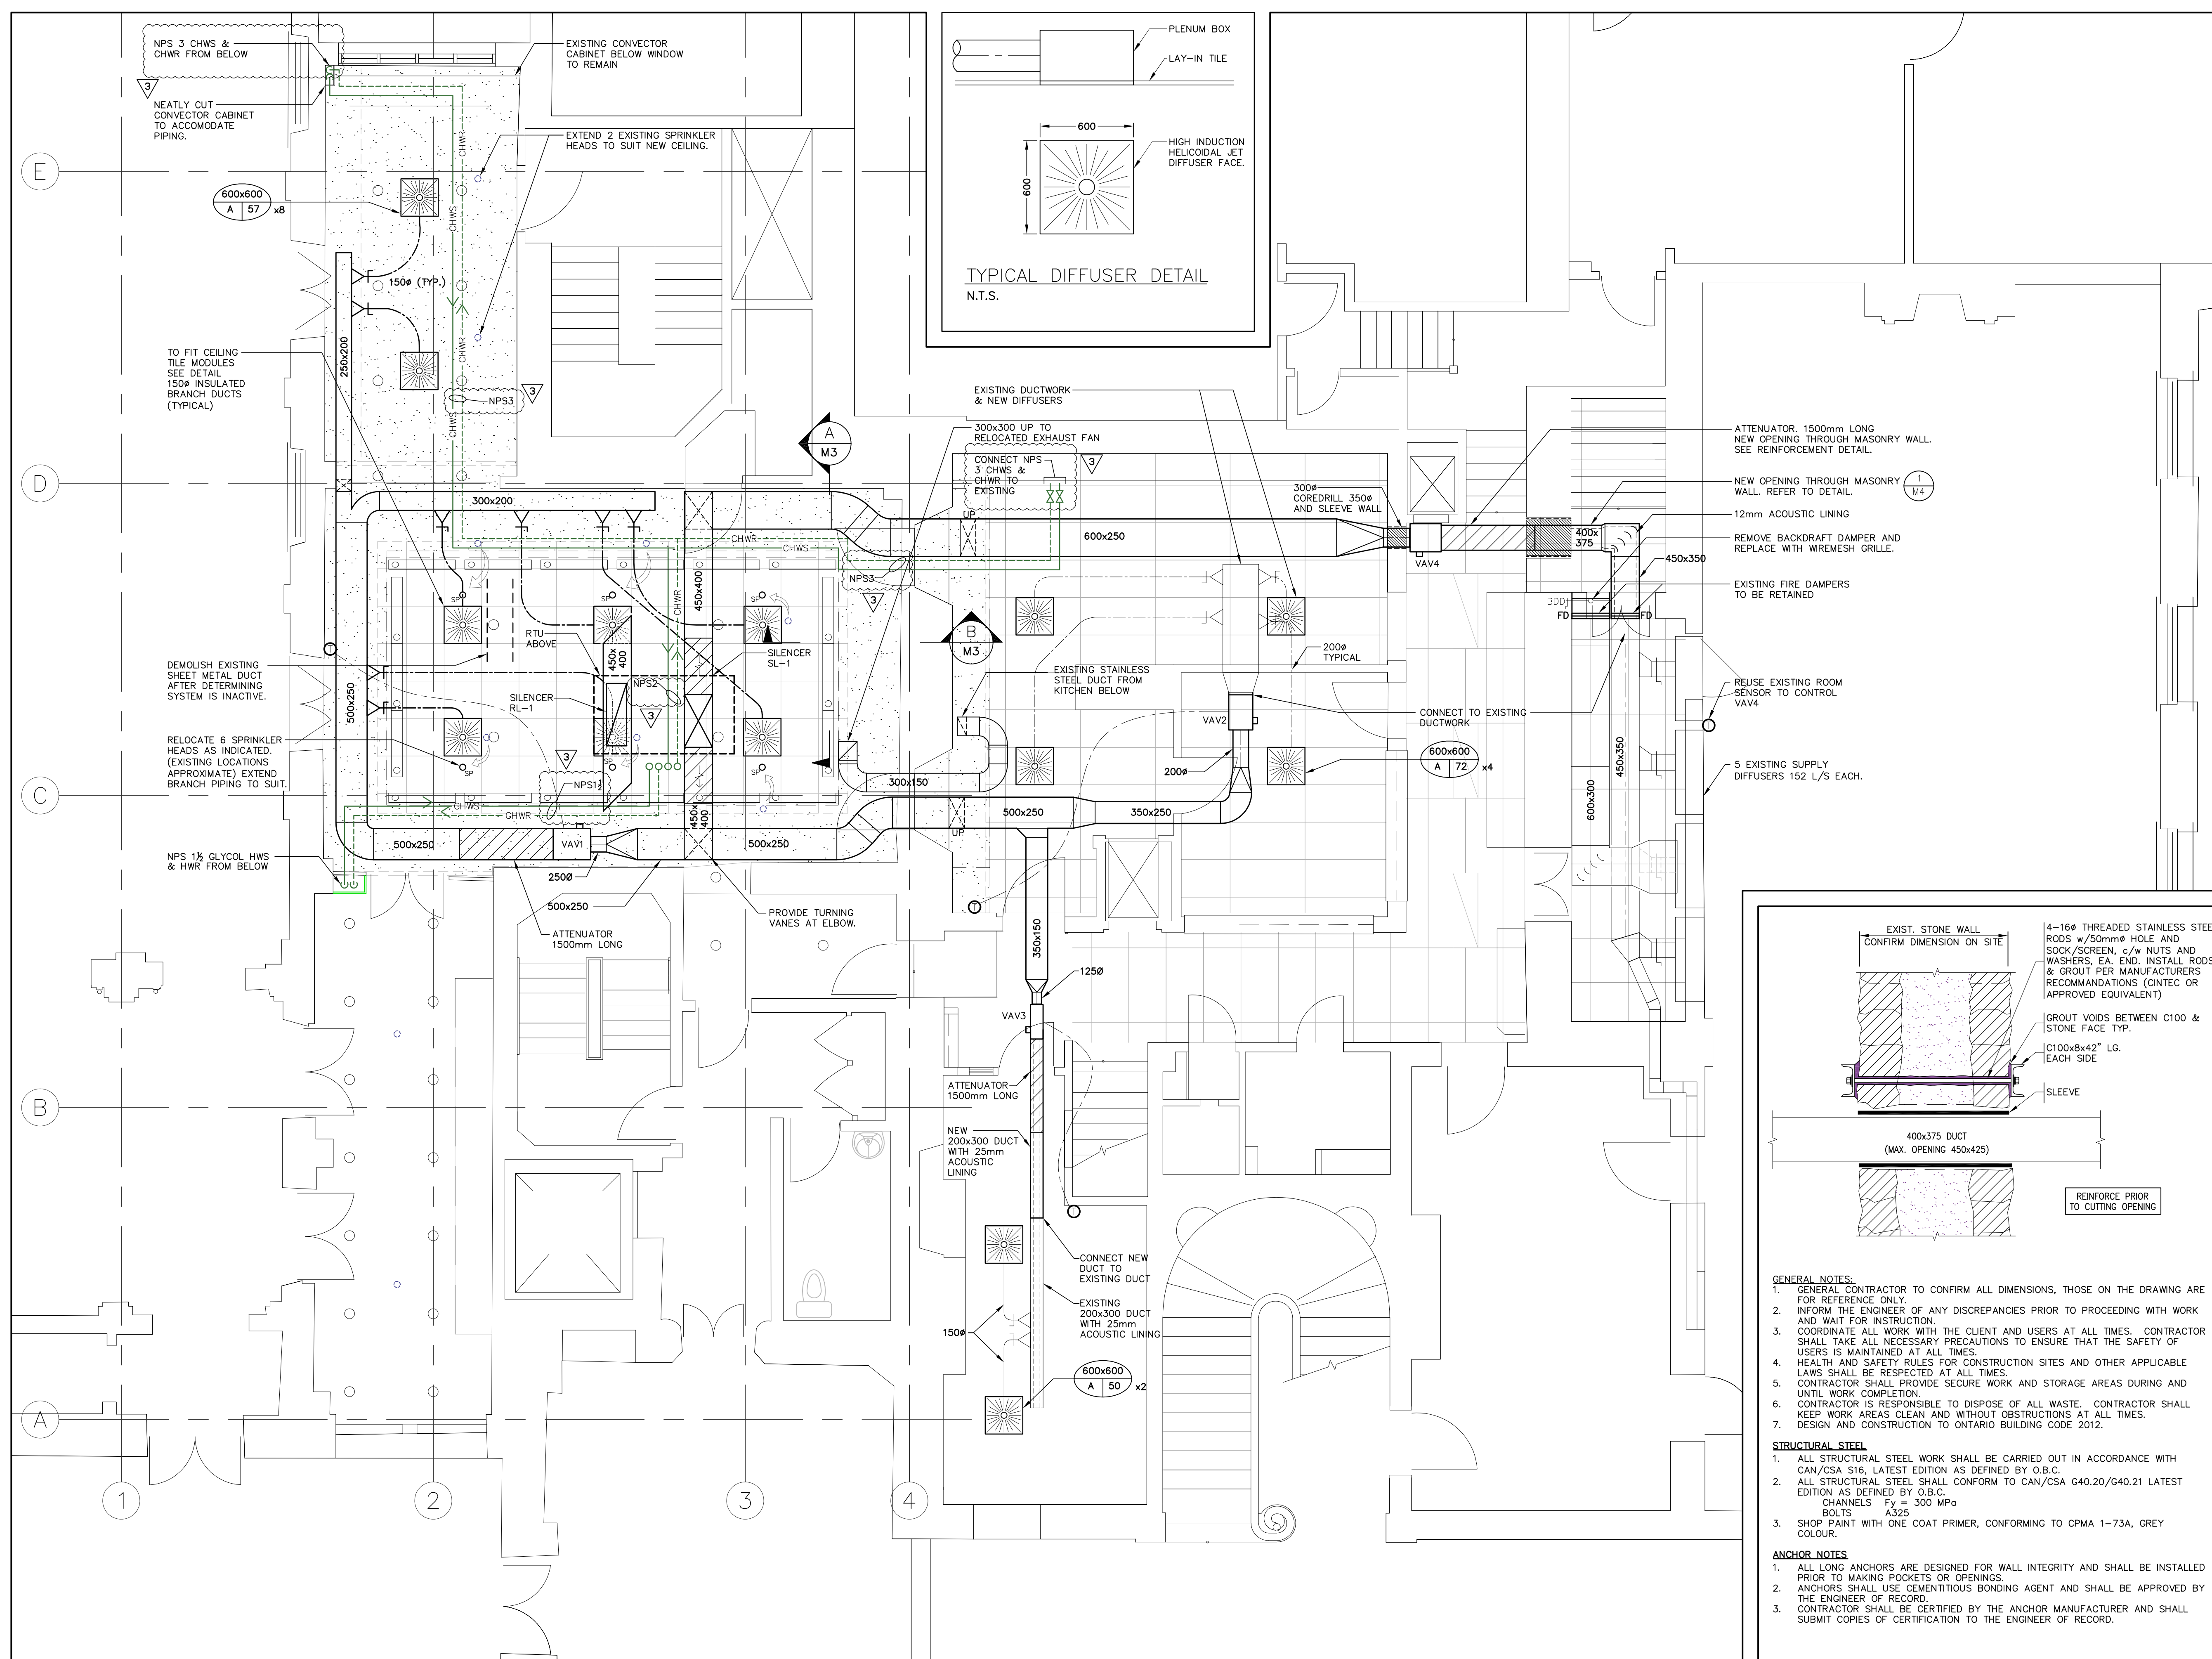 NPS 3 CHWS &
CHWR FROM BELOW
3
NEATLY CUT
CONVECTOR CABINET
TO ACCOMODATE
PIPING.
EXISTING CONVECTOR
CABINET BELOW WINDOW
TO REMAIN
EXTEND 2 EXISTING SPRINKLER
HEADS TO SUIT NEW CEILING.
CHWR
CHWS
E
600x600
A 57 x8
150ø (TYP.)
250x200
CHWR
CHWS
TO FIT CEILING
TILE MODULES
SEE DETAIL
150ø INSULATED
BRANCH DUCTS
(TYPICAL)
NPS3
3
PLENUM BOX
LAY-IN TILE
600
600
HIGH INDUCTION
HELICOIDAL JET
DIFFUSER FACE.
TYPICAL DIFFUSER DETAIL
N.T.S.
EXISTING DUCTWORK
& NEW DIFFUSERS
300x300 UP TO
RELOCATED EXHAUST FAN
CONNECT NPS
3 CHWS &
CHWR TO
EXISTING
3
A
M3
D
300x200
UP
600x250
300ø
COREDRILL 350ø
AND SLEEVE WALL
VAV4
400x
375
ATTENUATOR. 1500mm LONG
NEW OPENING THROUGH MASONRY WALL.
SEE REINFORCEMENT DETAIL.
NEW OPENING THROUGH MASONRY
WALL. REFER TO DETAIL.
1
M4
12mm ACOUSTIC LINING
REMOVE BACKDRAFT DAMPER AND
REPLACE WITH WIREMESH GRILLE.
450x350
EXISTING FIRE DAMPERS
TO BE RETAINED
BDD
FD
FD
CHWR
CHWS
NPS3
3
450x400
CHWR
SP
SP
SP
RTU
ABOVE
450x
400
SILENCER
SL-1
B
M3
200ø
TYPICAL
DEMOLISH EXISTING
SHEET METAL DUCT
AFTER DETERMINING
SYSTEM IS INACTIVE.
500x250
SILENCER
RL-1
NPS2
3
EXISTING STAINLESS
STEEL DUCT FROM
KITCHEN BELOW
VAV2
CONNECT TO EXISTING
DUCTWORK
REUSE EXISTING ROOM
SENSOR TO CONTROL
VAV4
T
T
RELOCATE 6 SPRINKLER
HEADS AS INDICATED.
(EXISTING LOCATIONS
APPROXIMATE) EXTEND
BRANCH PIPING TO SUIT.
SP
SP
SP
3
NPS1½
300x150
200ø
600x600
A 72 x4
450x350
600x300
5 EXISTING SUPPLY
DIFFUSERS 152 L/S EACH.
C
GHWS
GHWR
450x
400
500x250
VAV1
500x250
UP
500x250
350x250
NPS 1½ GLYCOL HWS
& HWR FROM BELOW
250Ø
500x250
ATTENUATOR
1500mm LONG
PROVIDE TURNING
VANES AT ELBOW.
T
350x150
125Ø
VAV3
ATTENUATOR
1500mm LONG
B
NEW
200x300 DUCT
WITH 25mm
ACOUSTIC
LINING
T
CONNECT NEW
DUCT TO
EXISTING DUCT
EXISTING
200x300 DUCT
WITH 25mm
ACOUSTIC LINING
150ø
600x600
A 50 x2
A
1
2
3
4
EXIST. STONE WALL
CONFIRM DIMENSION ON SITE
4-16ø THREADED STAINLESS STEE
RODS w/50mmø HOLE AND
SOCK/SCREEN, c/w NUTS AND
WASHERS, EA. END. INSTALL RODS
& GROUT PER MANUFACTURERS
RECOMMANDATIONS (CINTEC OR
APPROVED EQUIVALENT)
GROUT VOIDS BETWEEN C100 &
STONE FACE TYP.
C100x8x42" LG.
EACH SIDE
SLEEVE
400x375 DUCT
(MAX. OPENING 450x425)
REINFORCE PRIOR
TO CUTTING OPENING
GENERAL NOTES:
1. GENERAL CONTRACTOR TO CONFIRM ALL DIMENSIONS, THOSE ON THE DRAWING ARE
FOR REFERENCE ONLY.
2. INFORM THE ENGINEER OF ANY DISCREPANCIES PRIOR TO PROCEEDING WITH WORK
AND WAIT FOR INSTRUCTION.
3. COORDINATE ALL WORK WITH THE CLIENT AND USERS AT ALL TIMES. CONTRACTOR
SHALL TAKE ALL NECESSARY PRECAUTIONS TO ENSURE THAT THE SAFETY OF
USERS IS MAINTAINED AT ALL TIMES.
4. HEALTH AND SAFETY RULES FOR CONSTRUCTION SITES AND OTHER APPLICABLE
LAWS SHALL BE RESPECTED AT ALL TIMES.
5. CONTRACTOR SHALL PROVIDE SECURE WORK AND STORAGE AREAS DURING AND
UNTIL WORK COMPLETION.
6. CONTRACTOR IS RESPONSIBLE TO DISPOSE OF ALL WASTE. CONTRACTOR SHALL
KEEP WORK AREAS CLEAN AND WITHOUT OBSTRUCTIONS AT ALL TIMES.
7. DESIGN AND CONSTRUCTION TO ONTARIO BUILDING CODE 2012.
STRUCTURAL STEEL
1. ALL STRUCTURAL STEEL WORK SHALL BE CARRIED OUT IN ACCORDANCE WITH
CAN/CSA S16, LATEST EDITION AS DEFINED BY O.B.C.
2. ALL STRUCTURAL STEEL SHALL CONFORM TO CAN/CSA G40.20/G40.21 LATEST
EDITION AS DEFINED BY O.B.C.
CHANNELS Fy = 300 MPa
BOLTS A325
3. SHOP PAINT WITH ONE COAT PRIMER, CONFORMING TO CPMA 1-73A, GREY
COLOUR.
ANCHOR NOTES
1. ALL LONG ANCHORS ARE DESIGNED FOR WALL INTEGRITY AND SHALL BE INSTALLED
PRIOR TO MAKING POCKETS OR OPENINGS.
2. ANCHORS SHALL USE CEMENTITIOUS BONDING AGENT AND SHALL BE APPROVED BY
THE ENGINEER OF RECORD.
3. CONTRACTOR SHALL BE CERTIFIED BY THE ANCHOR MANUFACTURER AND SHALL
SUBMIT COPIES OF CERTIFICATION TO THE ENGINEER OF RECORD.